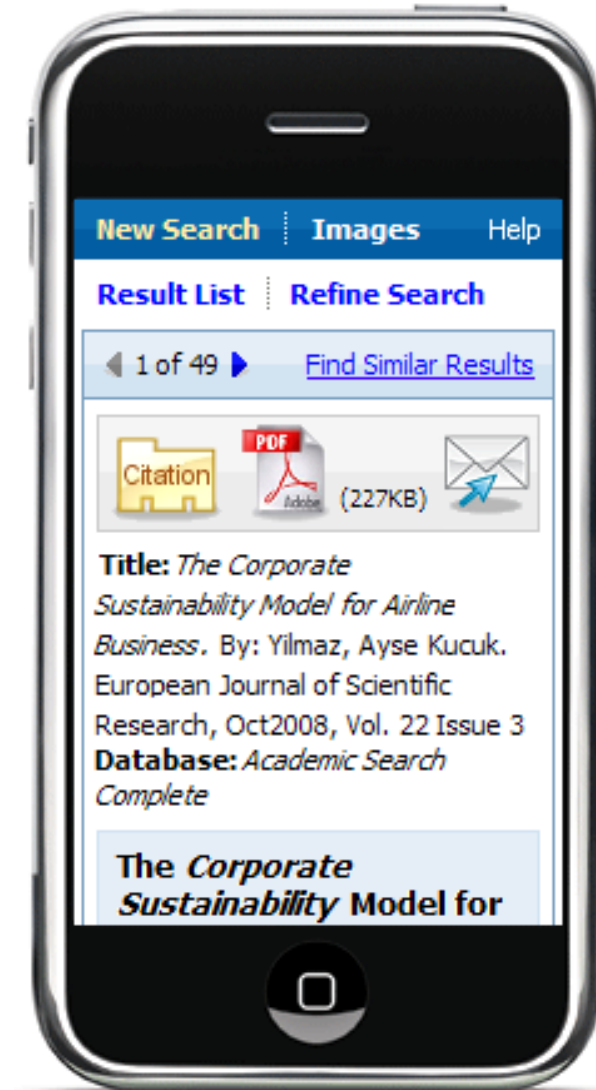 New Search Images Help
Result List Refine Search
1 of 49 Find Similar Results
Citation PDF Adobe (227KB)
Title: The Corporate
Sustainability Model for Airline
Business. By: Yilmaz, Ayse Kucuk.
European Journal of Scientific
Research, Oct2008, Vol. 22 Issue 3
Database: Academic Search
Complete
The Corporate
Sustainability Model for